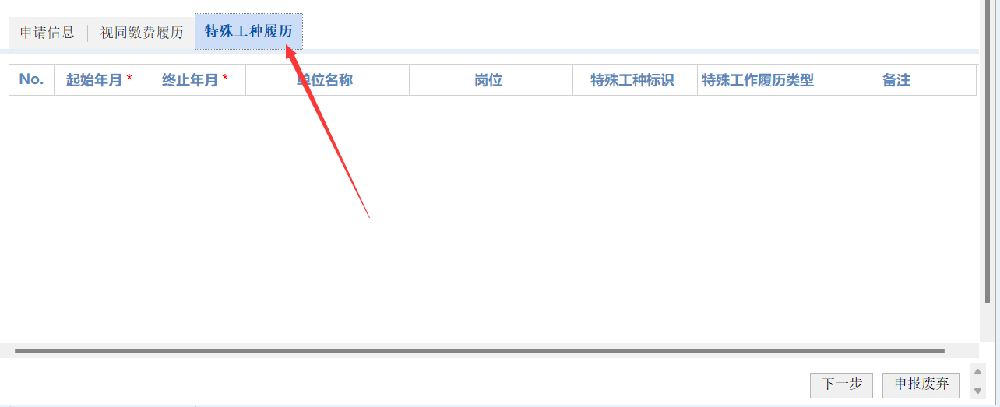 申请信息 视同缴费履历 特殊工种履历
No. 起始年月 * 终止年月 * 单位名称 岗位 特殊工种标识 特殊工作履历类型 备注
下一步 申报废弃